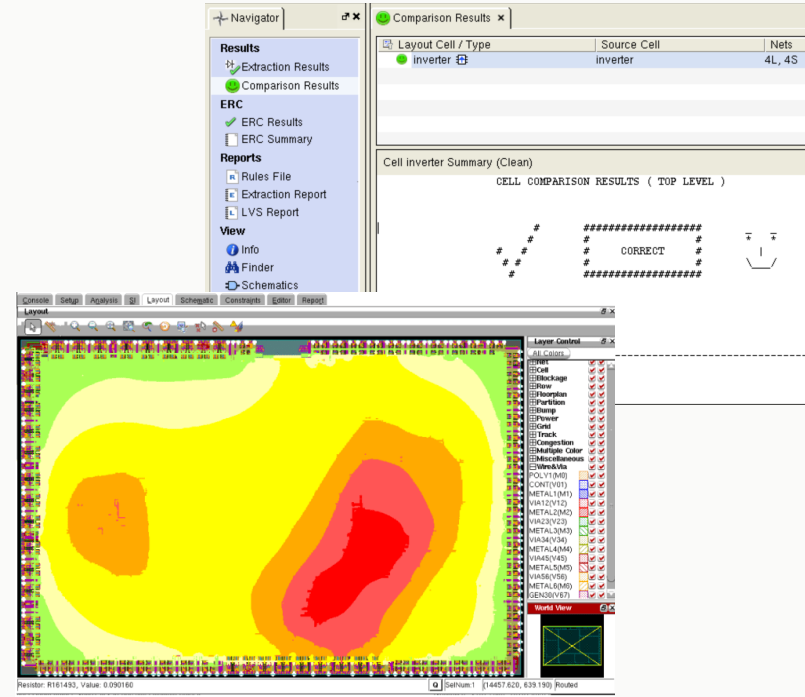 Navigator
Comparison Results
Results
Extraction Results
Comparison Results
ERC
ERC Results
ERC Summary
Reports
Rules File
Extraction Report
LVS Report
View
Info
Finder
Schematics
Layout Cell / Type Source Cell Nets
inverter inverter 4L, 4S
Cell inverter Summary (Clean)
CELL COMPARISON RESULTS ( TOP LEVEL )
# ################### _ _
# # # * *
# # # CORRECT # |
# # # # \___/
# ###################
Console Setup Analysis SI Layout Schematic Constraints Editor Report
Layout
Layer Control
All Colors
Net
Cell
Blockage
Row
Floorplan
Partition
Bump
Power
Grid
Track
Congestion
Multiple Color
Miscellaneous
Wire&Via
POLY1(M0)
CONT(V01)
METAL1(M1)
VIA12(V12)
METAL2(M2)
VIA23(V23)
METAL3(M3)
VIA34(V34)
METAL4(M4)
VIA45(V45)
METAL5(M5)
VIA56(V56)
METAL6(M6)
GEN30(V67)
World View
Resistor: R161493, Value: 0.090160 Q SelNum:1 (14457.620, 639.190) Routed